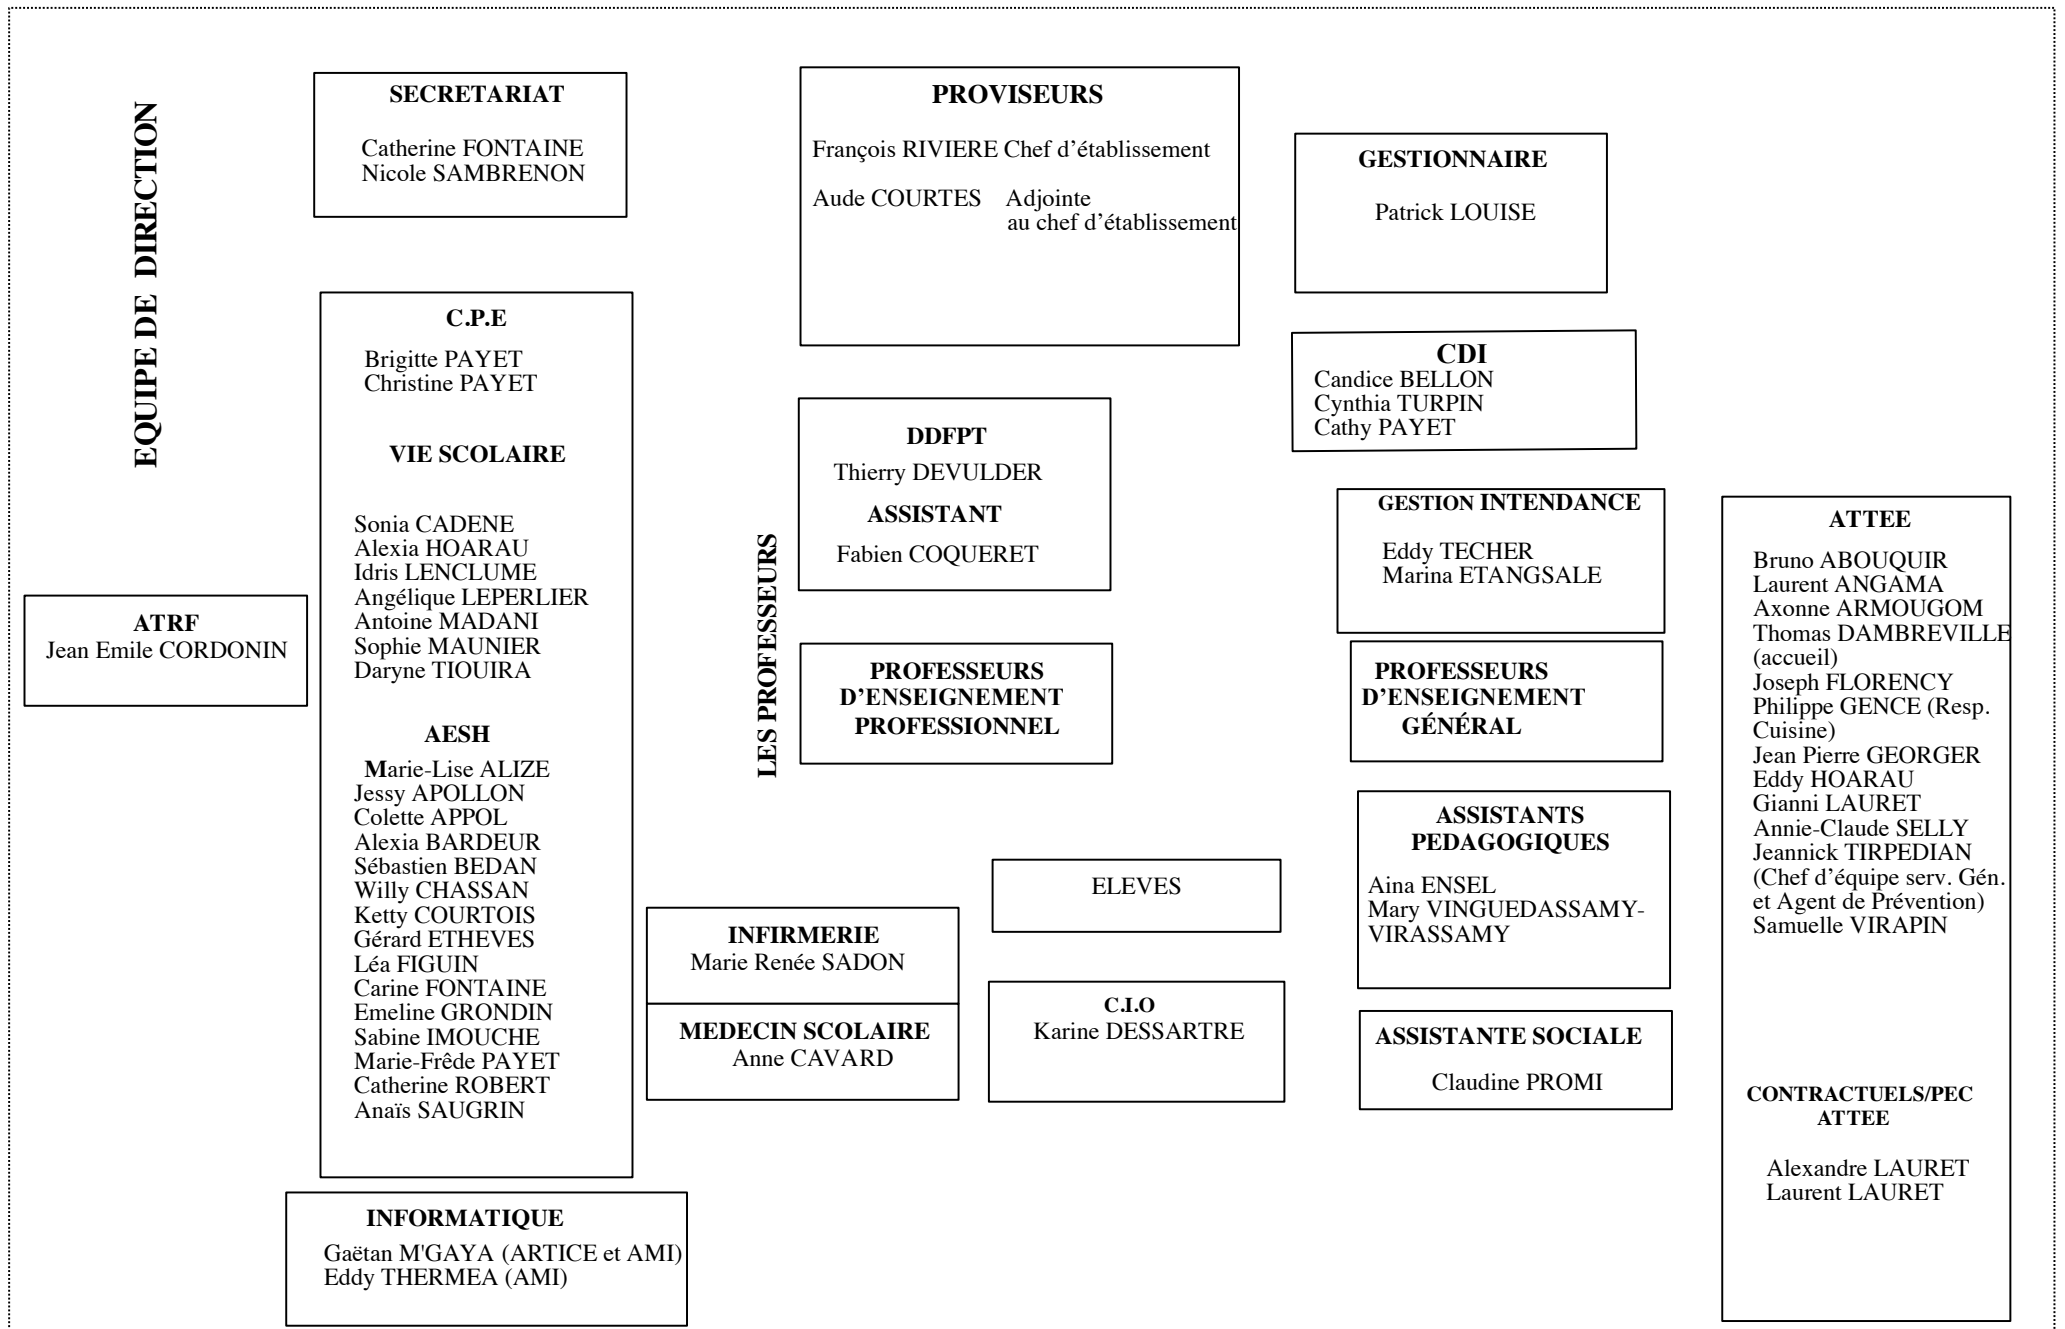 EQUIPE DE DIRECTION
SECRETARIAT
Catherine FONTAINE
Nicole SAMBRENON
PROVISEURS
François RIVIERE Chef d’établissement
Aude COURTES Adjointe
au chef d’établissement
GESTIONNAIRE
Patrick LOUISE
C.P.E
Brigitte PAYET
Christine PAYET
VIE SCOLAIRE
Sonia CADENE
Alexia HOARAU
Idris LENCLUME
Angélique LEPERLIER
Antoine MADANI
Sophie MAUNIER
Daryne TIOUIRA
AESH
Marie-Lise ALIZE
Jessy APOLLON
Colette APPOL
Alexia BARDEUR
Sébastien BEDAN
Willy CHASSAN
Ketty COURTOIS
Gérard ETHEVES
Léa FIGUIN
Carine FONTAINE
Emeline GRONDIN
Sabine IMOUCHE
Marie-Frêde PAYET
Catherine ROBERT
Anaïs SAUGRIN
CDI
Candice BELLON
Cynthia TURPIN
Cathy PAYET
DDFPT
Thierry DEVULDER
ASSISTANT
Fabien COQUERET
GESTION INTENDANCE
Eddy TECHER
Marina ETANGSALE
ATTEE
Bruno ABOUQUIR
Laurent ANGAMA
Axonne ARMOUGOM
Thomas DAMBREVILLE
(accueil)
Joseph FLORENCY
Philippe GENCE (Resp.
Cuisine)
Jean Pierre GEORGER
Eddy HOARAU
Gianni LAURET
Annie-Claude SELLY
Jeannick TIRPEDIAN
(Chef d’équipe serv. Gén.
et Agent de Prévention)
Samuelle VIRAPIN
CONTRACTUELS/PEC
ATTEE
Alexandre LAURET
Laurent LAURET
ATRF
Jean Emile CORDONIN
LES PROFESSEURS
PROFESSEURS
D’ENSEIGNEMENT
PROFESSIONNEL
PROFESSEURS
D’ENSEIGNEMENT
GÉNÉRAL
ASSISTANTS
PEDAGOGIQUES
Aina ENSEL
Mary VINGUEDASSAMY-
VIRASSAMY
ELEVES
INFIRMERIE
Marie Renée SADON
MEDECIN SCOLAIRE
Anne CAVARD
C.I.O
Karine DESSARTRE
ASSISTANTE SOCIALE
Claudine PROMI
INFORMATIQUE
Gaëtan M'GAYA (ARTICE et AMI)
Eddy THERMEA (AMI)